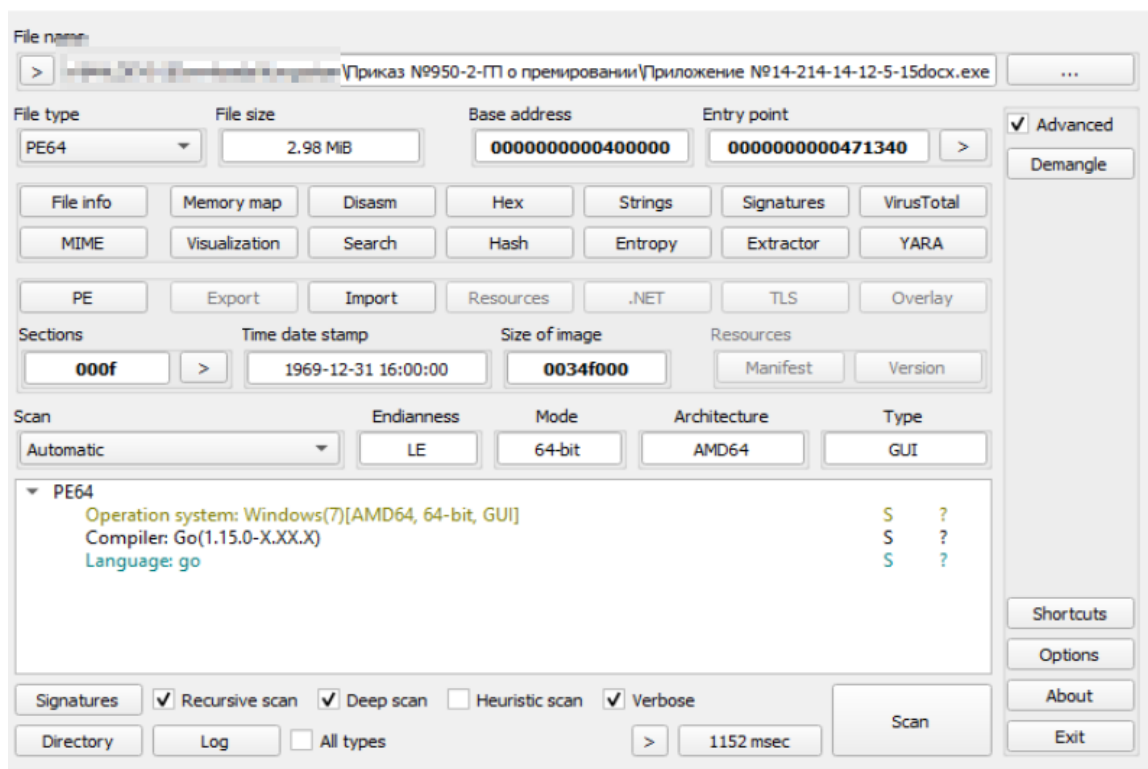 File name
> \Приказ №950-2-ГП о премировании\Приложение №14-214-14-12-5-15docx.exe ...
File type File size Base address Entry point
Advanced
PE64 2.98 MiB 0000000000400000 0000000000471340 >
Demangle
File info Memory map Disasm Hex Strings Signatures VirusTotal
MIME Visualization Search Hash Entropy Extractor YARA
PE Export Import Resources .NET TLS Overlay
Sections Time date stamp Size of image Resources
000f > 1969-12-31 16:00:00 0034f000 Manifest Version
Scan Endianness Mode Architecture Type
Automatic LE 64-bit AMD64 GUI
PE64
Operation system: Windows(7)[AMD64, 64-bit, GUI] S ?
Compiler: Go(1.15.0-X.XX.X) S ?
Language: go S ?
Shortcuts
Options
Signatures Recursive scan Deep scan Heuristic scan Verbose Scan About
Directory Log All types > 1152 msec Exit